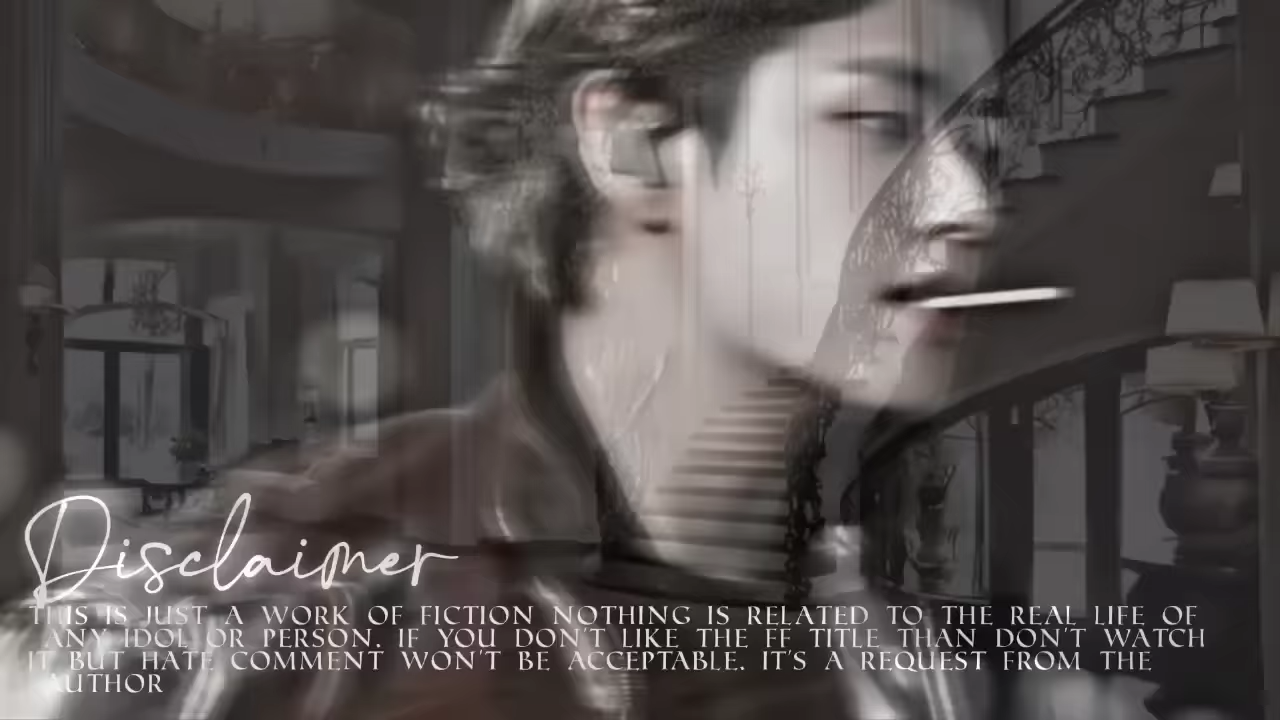 Disclaimer
THIS IS JUST A WORK OF FICTION NOTHING IS RELATED TO THE REAL LIFE OF
ANY IDOL OR PERSON. IF YOU DON'T LIKE THE FF TITLE THAN DON'T WATCH
IT BUT HATE COMMENT WON'T BE ACCEPTABLE. IT'S A REQUEST FROM THE
AUTHOR